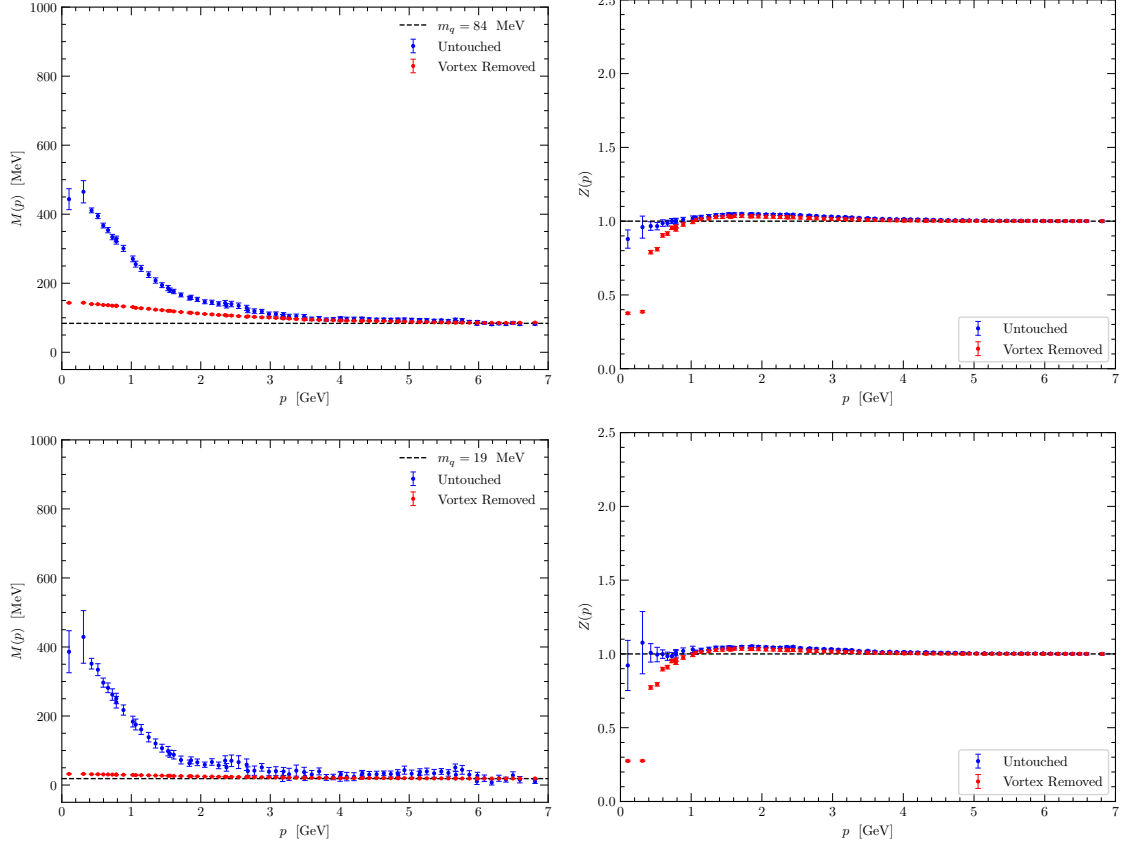 1000
800
600
400
200
0
M(p) [MeV]
0 1 2 3 4 5 6 7
p [GeV]
m_q = 84 MeV
Untouched
Vortex Removed
2.5
2.0
1.5
1.0
0.5
0.0
Z(p)
0 1 2 3 4 5 6 7
p [GeV]
Untouched
Vortex Removed
1000
800
600
400
200
0
M(p) [MeV]
0 1 2 3 4 5 6 7
p [GeV]
m_q = 19 MeV
Untouched
Vortex Removed
2.5
2.0
1.5
1.0
0.5
0.0
Z(p)
0 1 2 3 4 5 6 7
p [GeV]
Untouched
Vortex Removed